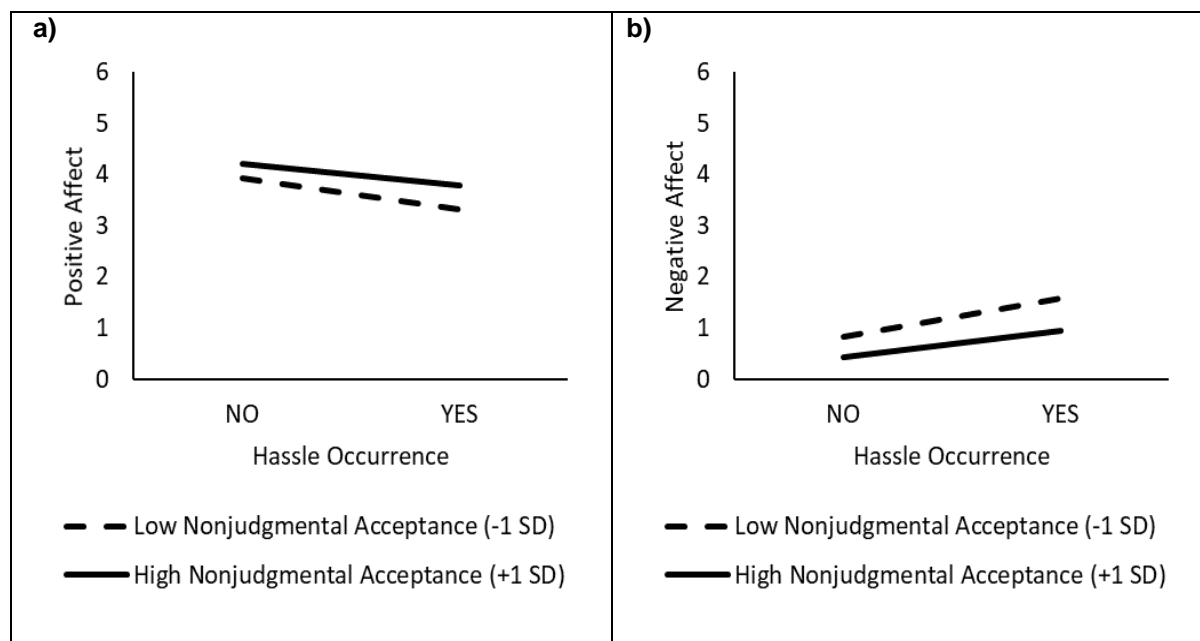 a)
6
5
4
3
2
1
0
Positive Affect
NO YES
Hassle Occurrence
Low Nonjudgmental Acceptance (-1 SD)
High Nonjudgmental Acceptance (+1 SD)
b)
6
5
4
3
2
1
0
Negative Affect
NO YES
Hassle Occurrence
Low Nonjudgmental Acceptance (-1 SD)
High Nonjudgmental Acceptance (+1 SD)